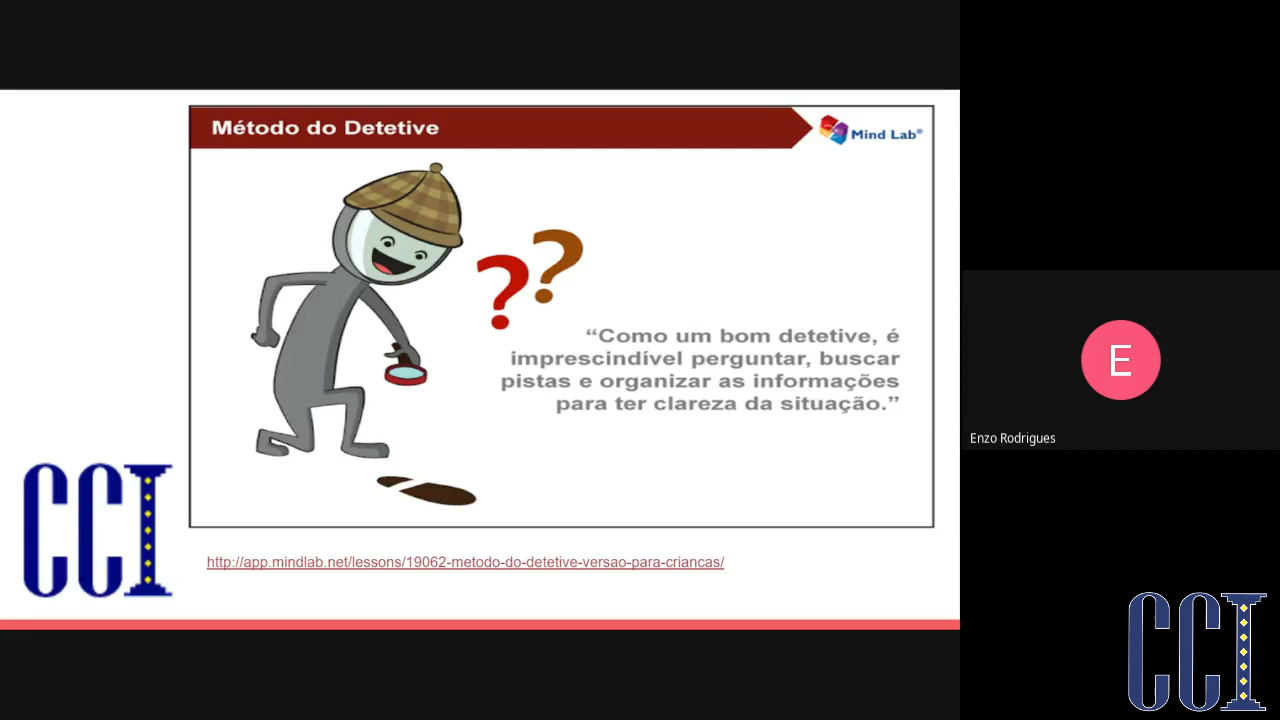 Método do Detetive
Mind Lab®
??
“Como um bom detetive, é
imprescindível perguntar, buscar
pistas e organizar as informações
para ter clareza da situação.”
CCI
http://app.mindlab.net/lessons/19062-metodo-do-detetive-versao-para-criancas/
E
Enzo Rodrigues
CCI